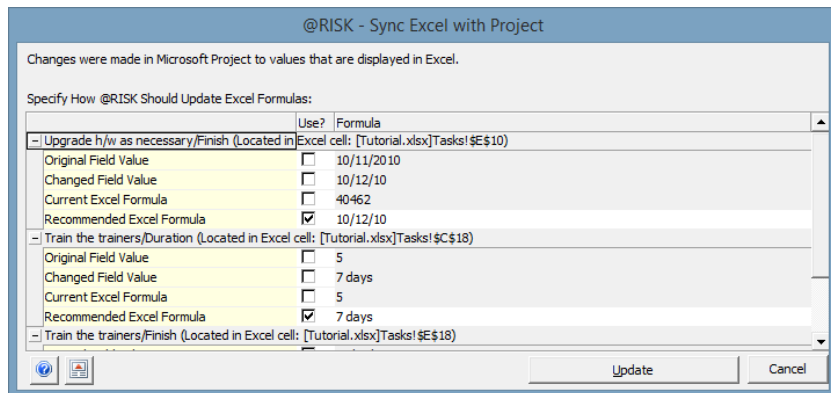 @RISK - Sync Excel with Project
Changes were made in Microsoft Project to values that are displayed in Excel.
Specify How @RISK Should Update Excel Formulas:
Use? Formula
Upgrade h/w as necessary/Finish (Located in Excel cell: [Tutorial.xlsx]Tasks!$E$10)
Original Field Value 10/11/2010
Changed Field Value 10/12/10
Current Excel Formula 40462
Recommended Excel Formula 10/12/10
Train the trainers/Duration (Located in Excel cell: [Tutorial.xlsx]Tasks!$C$18)
Original Field Value 5
Changed Field Value 7 days
Current Excel Formula 5
Recommended Excel Formula 7 days
Train the trainers/Finish (Located in Excel cell: [Tutorial.xlsx]Tasks!$E$18)
Update Cancel